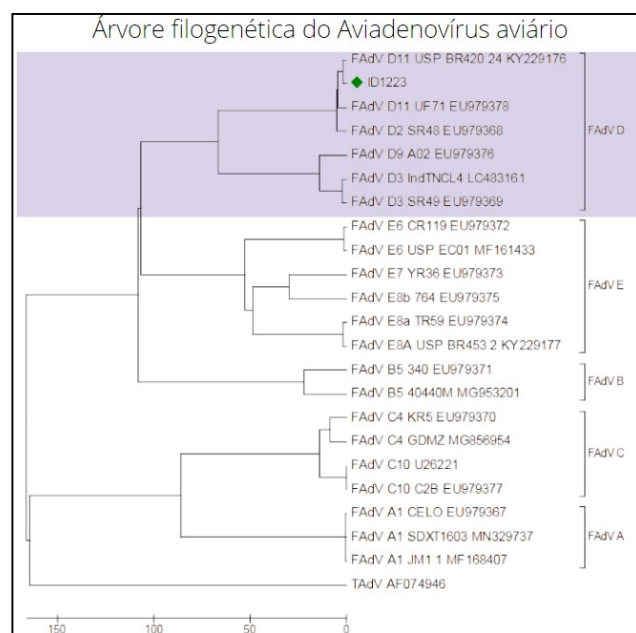 Árvore filogenética do Aviadenovírus aviário
FAdV D11 USP BR420 24 KY229176
ID1223
FAdV D11 UF71 EU979378
FAdV D2 SR48 EU979368
FAdV D9 A02 EU979376
FAdV D3 IndTNCL4 LC483161
FAdV D3 SR49 EU979369
FAdV D
FAdV E6 CR119 EU979372
FAdV E6 USP EC01 MF161433
FAdV E7 YR36 EU979373
FAdV E8b 764 EU979375
FAdV E8a TR59 EU979374
FAdV E8A USP BR453 2 KY229177
FAdV E
FAdV B5 340 EU979371
FAdV B5 40440M MG953201
FAdV B
FAdV C4 KR5 EU979370
FAdV C4 GDMZ MG856954
FAdV C10 U26221
FAdV C10 C2B EU979377
FAdV C
FAdV A1 CELO EU979367
FAdV A1 SDXT1603 MN329737
FAdV A1 JM1 1 MF168407
FAdV A
TAdV AF074946
150 100 50 0